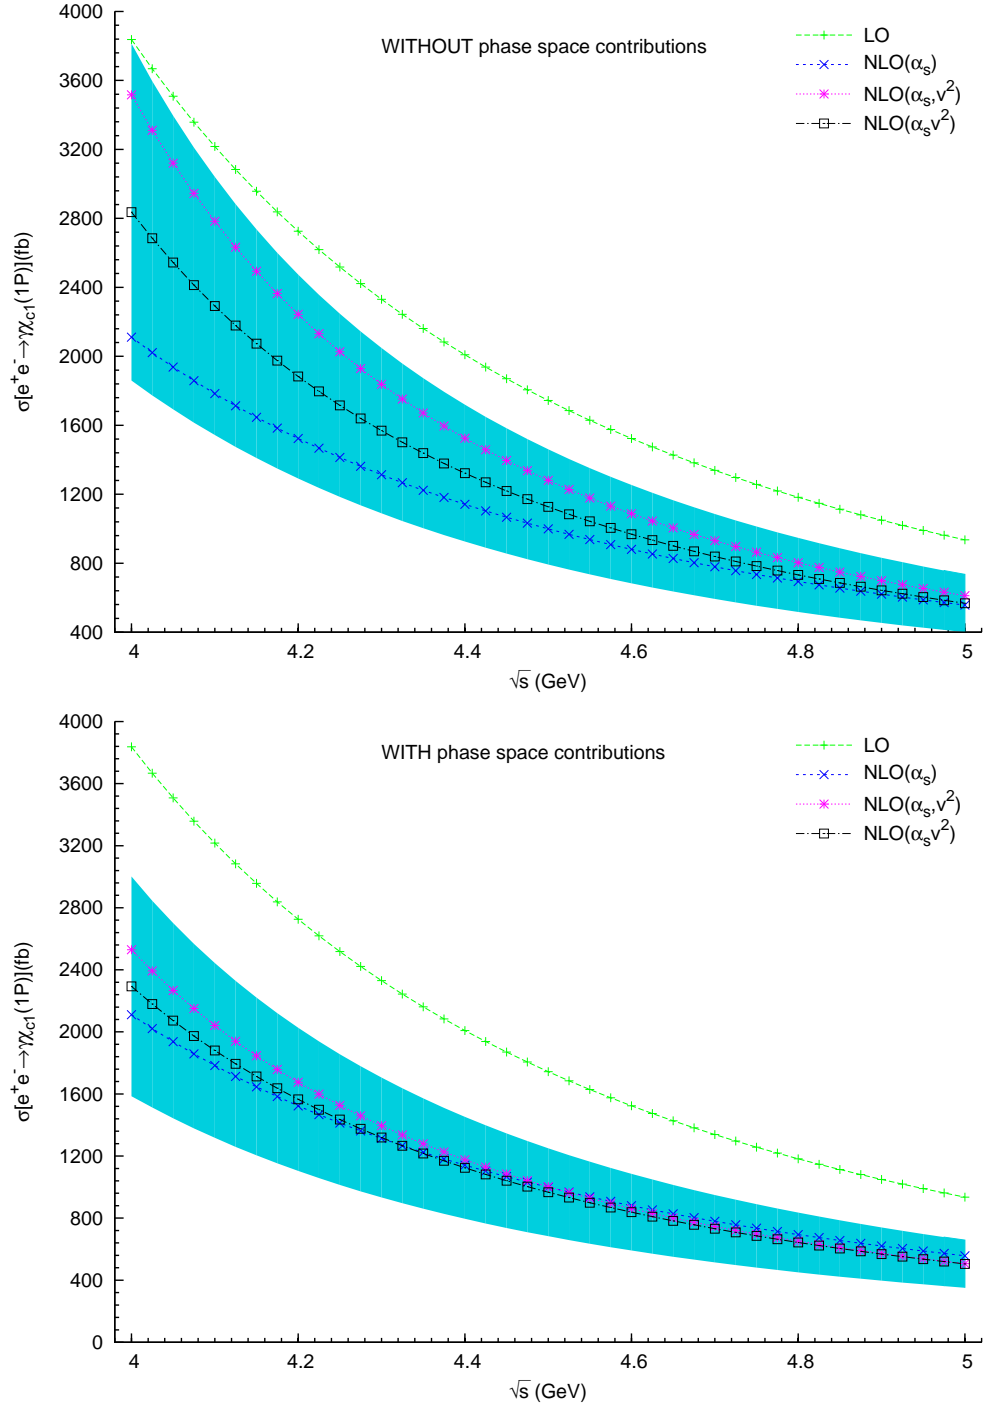 4000
3600
3200
2800
2400
2000
1600
1200
800
400
σ[e⁺e⁻→γχc1(1P)](fb)
WITHOUT phase space contributions
LO
NLO(αs)
NLO(αs,v²)
NLO(αsv²)
4 4.2 4.4 4.6 4.8 5
√s (GeV)
4000
3600
3200
2800
2400
2000
1600
1200
800
400
0
σ[e⁺e⁻→γχc1(1P)](fb)
WITH phase space contributions
LO
NLO(αs)
NLO(αs,v²)
NLO(αsv²)
4 4.2 4.4 4.6 4.8 5
√s (GeV)